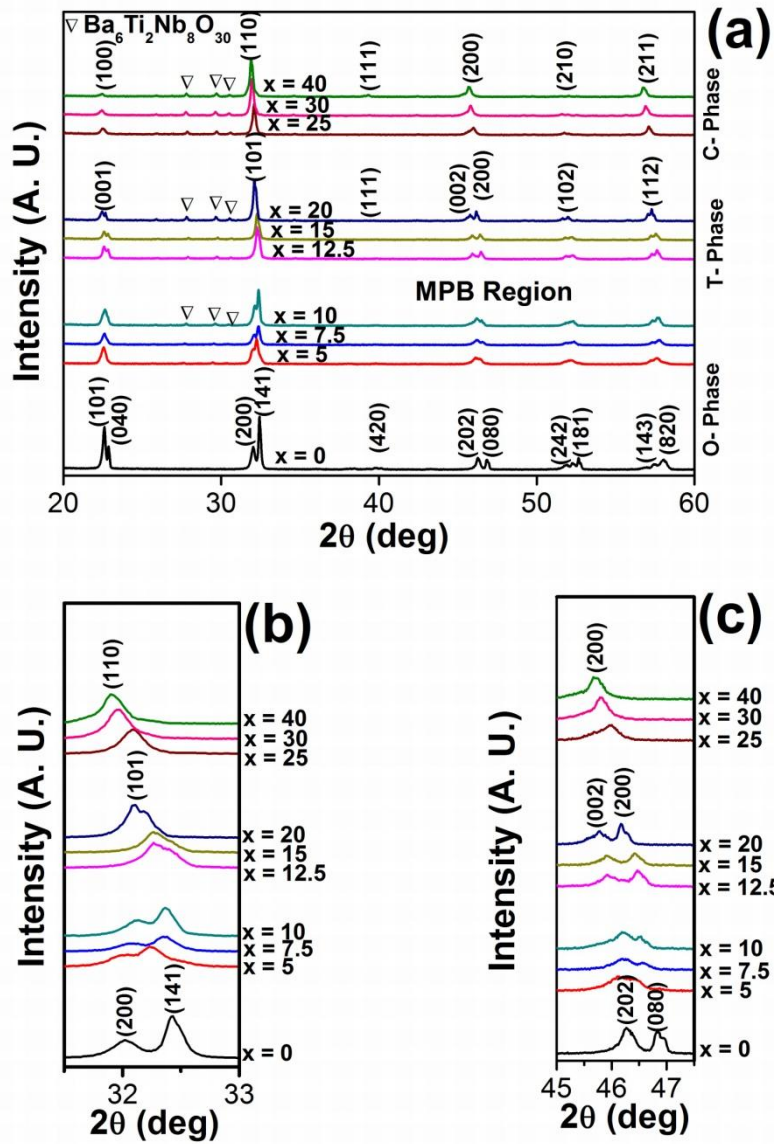 ▽ Ba₆Ti₂Nb₈O₃₀
(a)
(100)
(110)
(111)
(200)
(210)
(211)
x = 40
x = 30
x = 25
C- Phase
(001)
(101)
(111)
(002)
(200)
(102)
(112)
x = 20
x = 15
x = 12.5
T- Phase
MPB Region
x = 10
x = 7.5
x = 5
(101)
(040)
(200)
(141)
(420)
(202)
(080)
(242)
(181)
(143)
(820)
x = 0
O- Phase
Intensity (A. U.)
20 30 40 50 60
2θ (deg)
(b)
(110)
x = 40
x = 30
x = 25
(101)
x = 20
x = 15
x = 12.5
x = 10
x = 7.5
x = 5
(200)
(141)
x = 0
Intensity (A. U.)
32 33
2θ (deg)
(c)
(200)
x = 40
x = 30
x = 25
(002)
(200)
x = 20
x = 15
x = 12.5
x = 10
x = 7.5
x = 5
(202)
(080)
x = 0
Intensity (A. U.)
45 46 47
2θ (deg)